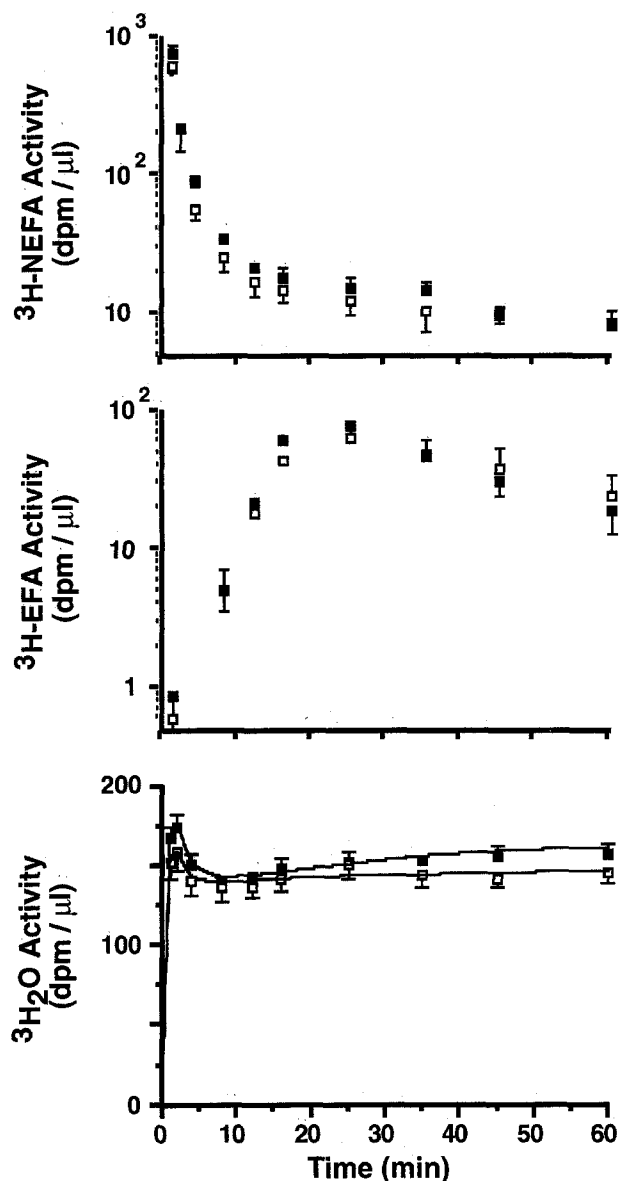 10³
10²
10
³H-NEFA Activity
(dpm / μl)
10²
10
1
³H-EFA Activity
(dpm / μl)
200
100
0
³H₂O Activity
(dpm / μl)
0 10 20 30 40 50 60
Time (min)